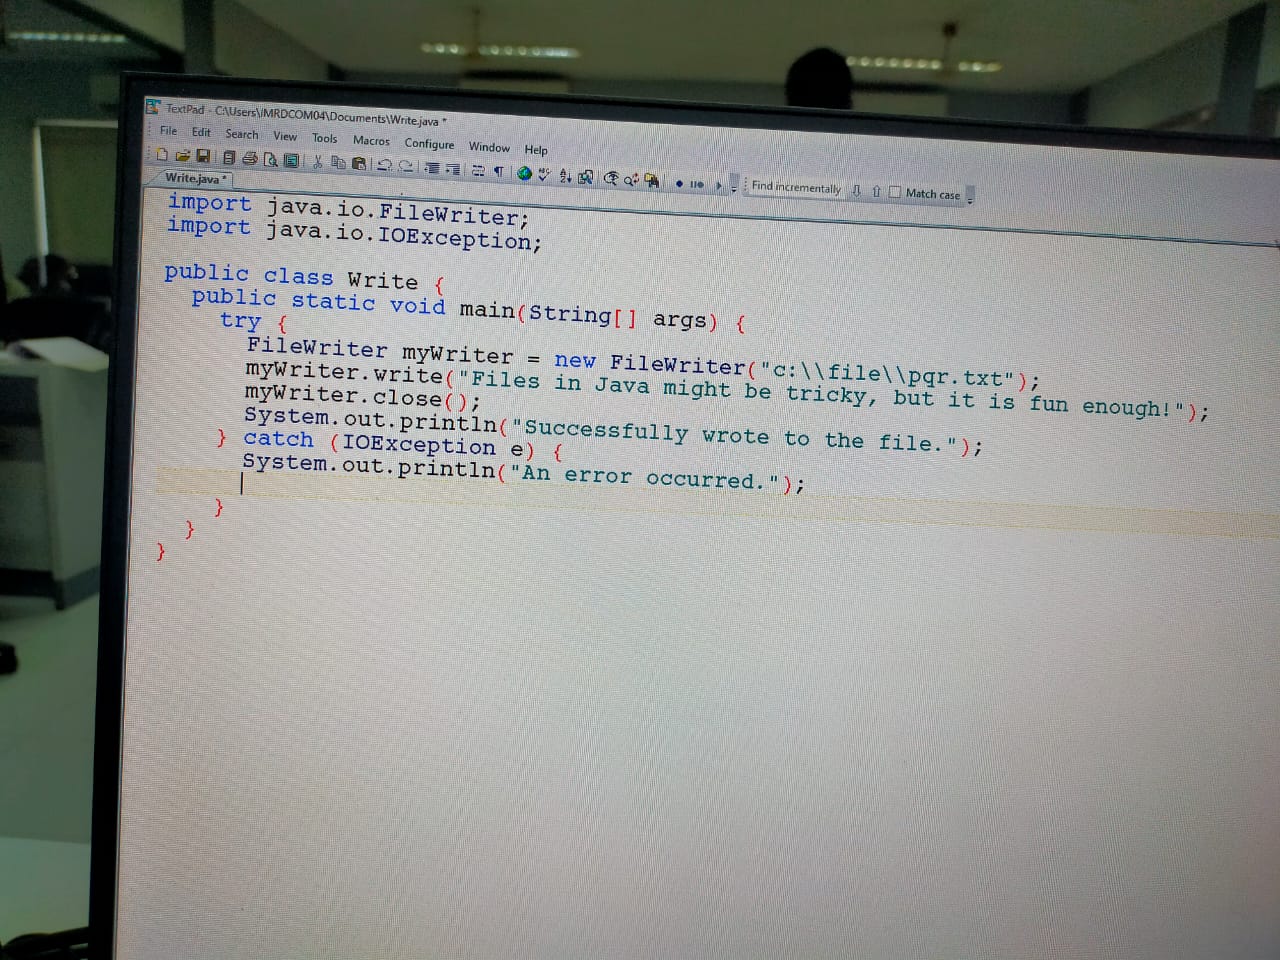 TextPad - C:\Users\IMRDCOM04\Documents\Write.java *
File Edit Search View Tools Macros Configure Window Help
Find incrementally Match case
Write.java *
import java.io.FileWriter;
import java.io.IOException;
public class Write {
public static void main(String[] args) {
try {
FileWriter myWriter = new FileWriter("c:\\file\\pqr.txt");
myWriter.write("Files in Java might be tricky, but it is fun enough!");
myWriter.close();
System.out.println("Successfully wrote to the file.");
} catch (IOException e) {
System.out.println("An error occurred.");
}
}
}